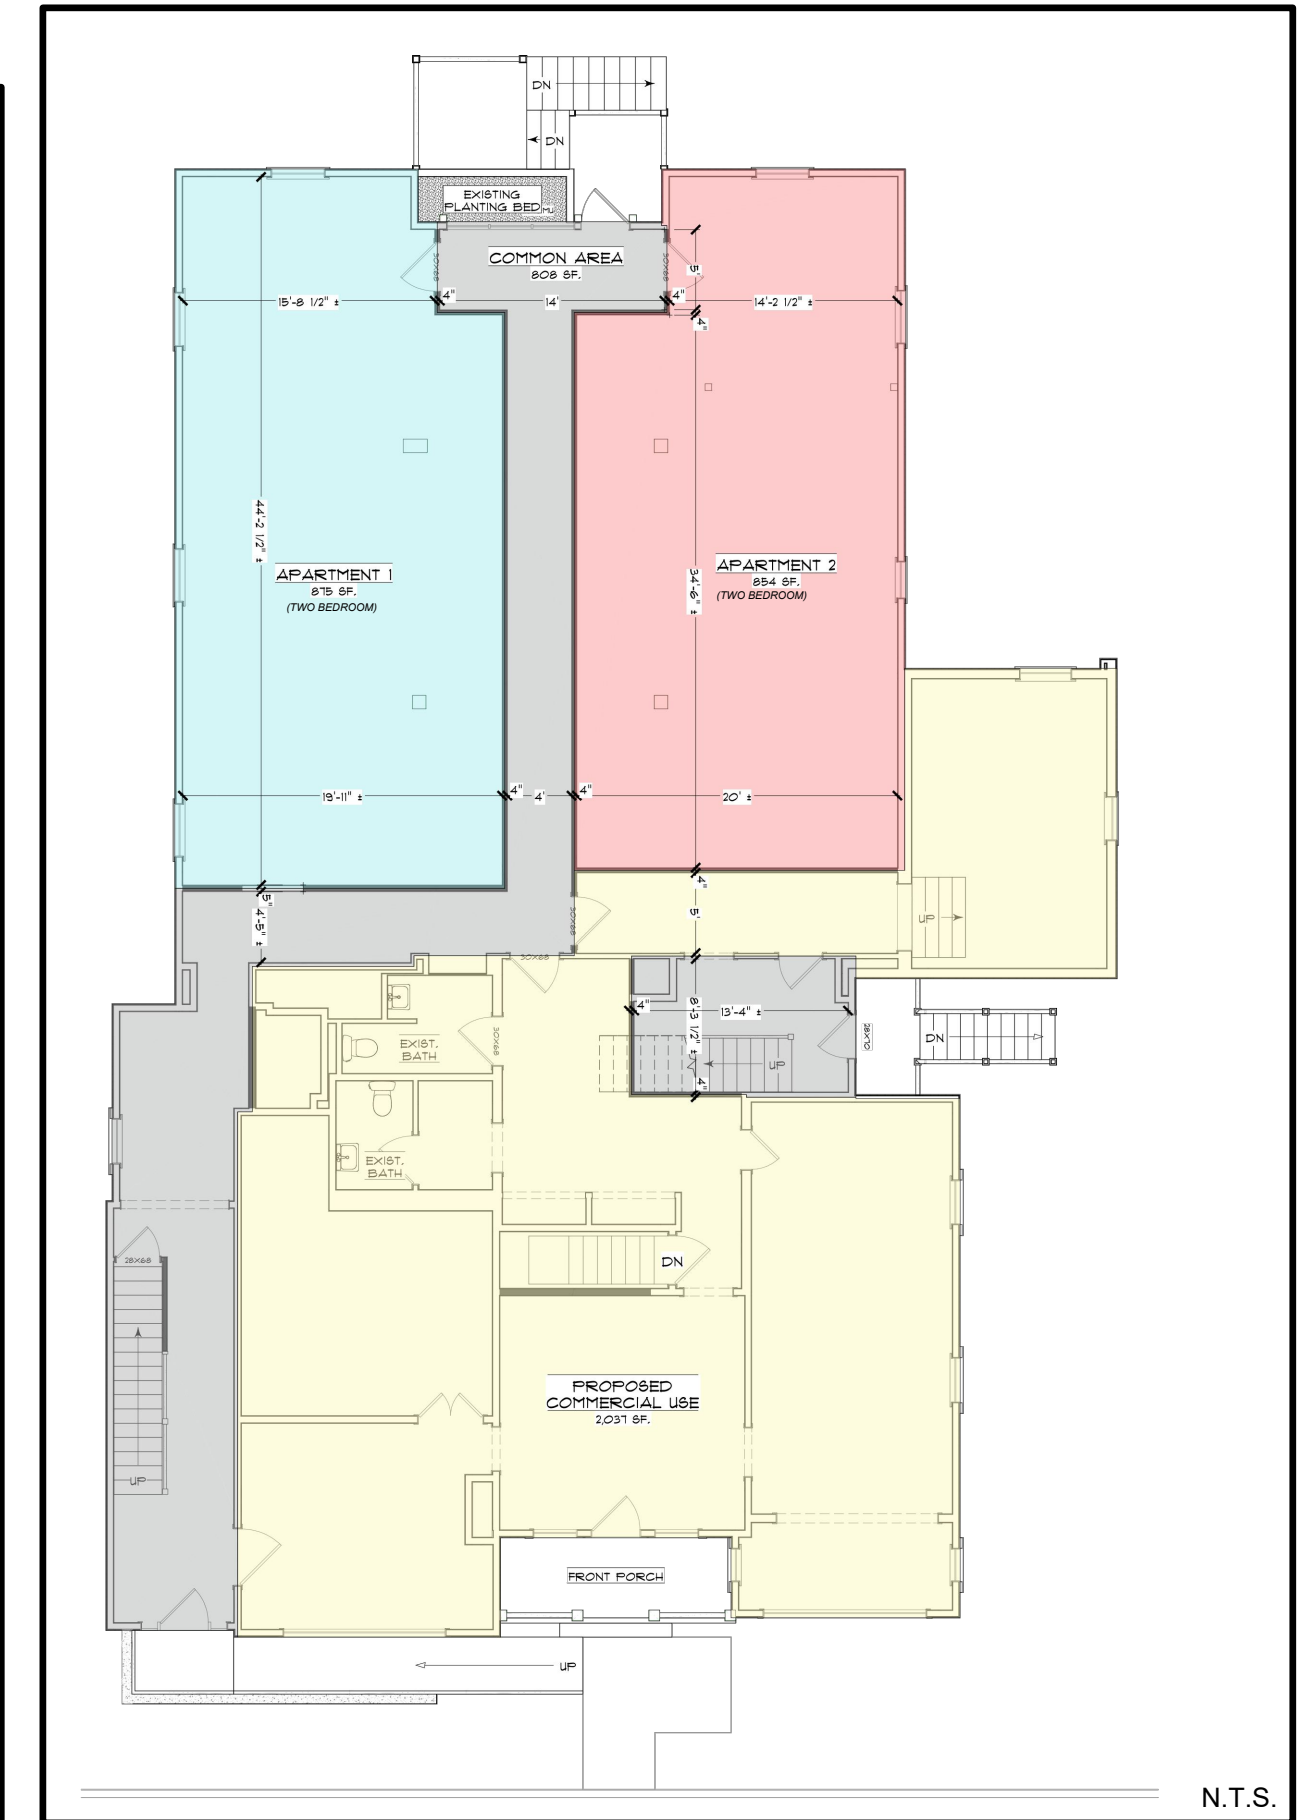 DN
DN
EXISTING
PLANTING BED
COMMON AREA
808 SF.
30X68
30X68
5'
15'-8 1/2" ±
4"
14'
4"
14'-2 1/2" ±
4"
44'-2 1/2" ±
APARTMENT 1
875 SF.
(TWO BEDROOM)
34'-6" ±
APARTMENT 2
854 SF.
(TWO BEDROOM)
19'-11" ±
4"
4'
4"
20' ±
5"
4'-5" ±
4"
5'
30X68
UP
30X68
4"
8'-3 1/2" ±
13'-4" ±
28X70
DN
EXIST.
BATH
30X68
UP
4"
EXIST.
BATH
28X68
DN
PROPOSED
COMMERCIAL USE
2,037 SF.
UP
FRONT PORCH
UP
N.T.S.